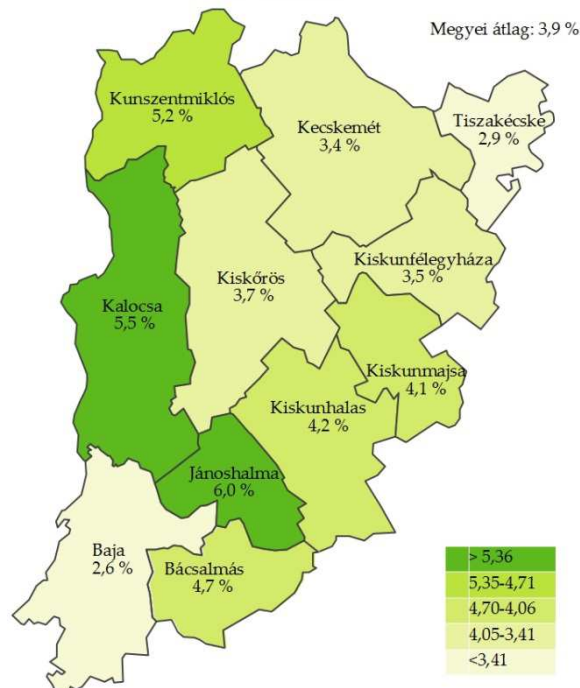 Megyei átlag: 3,9 %
Kunszentmiklós
5,2 %
Kecskemét
3,4 %
Tiszakécske
2,9 %
Kiskőrös
3,7 %
Kiskunfélegyháza
3,5 %
Kalocsa
5,5 %
Kiskunmajsa
4,1 %
Kiskunhalas
4,2 %
Jánoshalma
6,0 %
Baja
2,6 %
Bácsalmás
4,7 %
> 5,36
5,35-4,71
4,70-4,06
4,05-3,41
<3,41